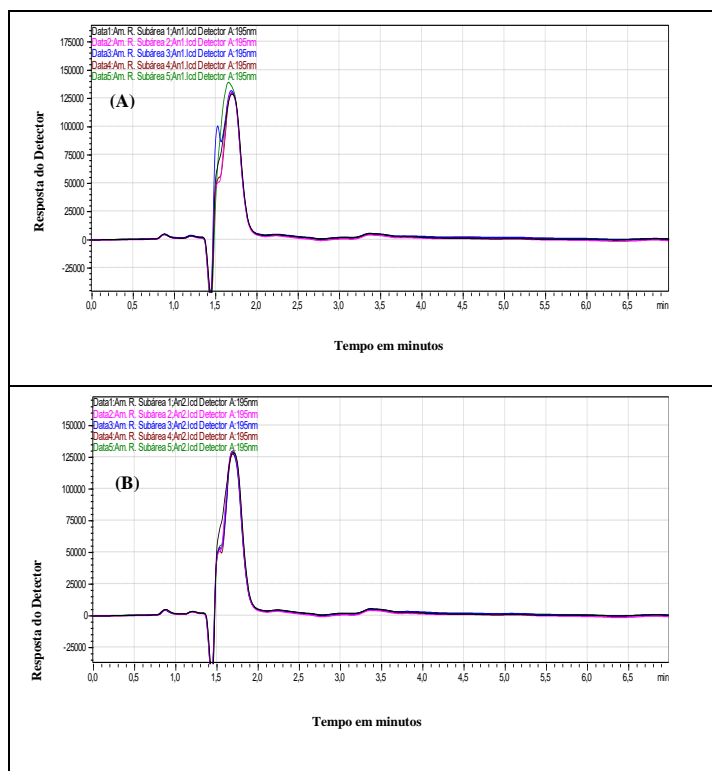 Data1:Am. R. Subárea 1;An1.lcd Detector A:195nm
Data2:Am. R. Subárea 2;An1.lcd Detector A:195nm
Data3:Am. R. Subárea 3;An1.lcd Detector A:195nm
Data4:Am. R. Subárea 4;An1.lcd Detector A:195nm
Data5:Am. R. Subárea 5;An1.lcd Detector A:195nm
(A)
Resposta do Detector
175000
150000
125000
100000
75000
50000
25000
0
-25000
0,0 0,5 1,0 1,5 2,0 2,5 3,0 3,5 4,0 4,5 5,0 5,5 6,0 6,5 min
Tempo em minutos
Data1:Am. R. Subárea 1;An2.lcd Detector A:195nm
Data2:Am. R. Subárea 2;An2.lcd Detector A:195nm
Data3:Am. R. Subárea 3;An2.lcd Detector A:195nm
Data4:Am. R. Subárea 4;An2.lcd Detector A:195nm
Data5:Am. R. Subárea 5;An2.lcd Detector A:195nm
(B)
Resposta do Detector
150000
125000
100000
75000
50000
25000
0
-25000
0,0 0,5 1,0 1,5 2,0 2,5 3,0 3,5 4,0 4,5 5,0 5,5 6,0 6,5 min
Tempo em minutos